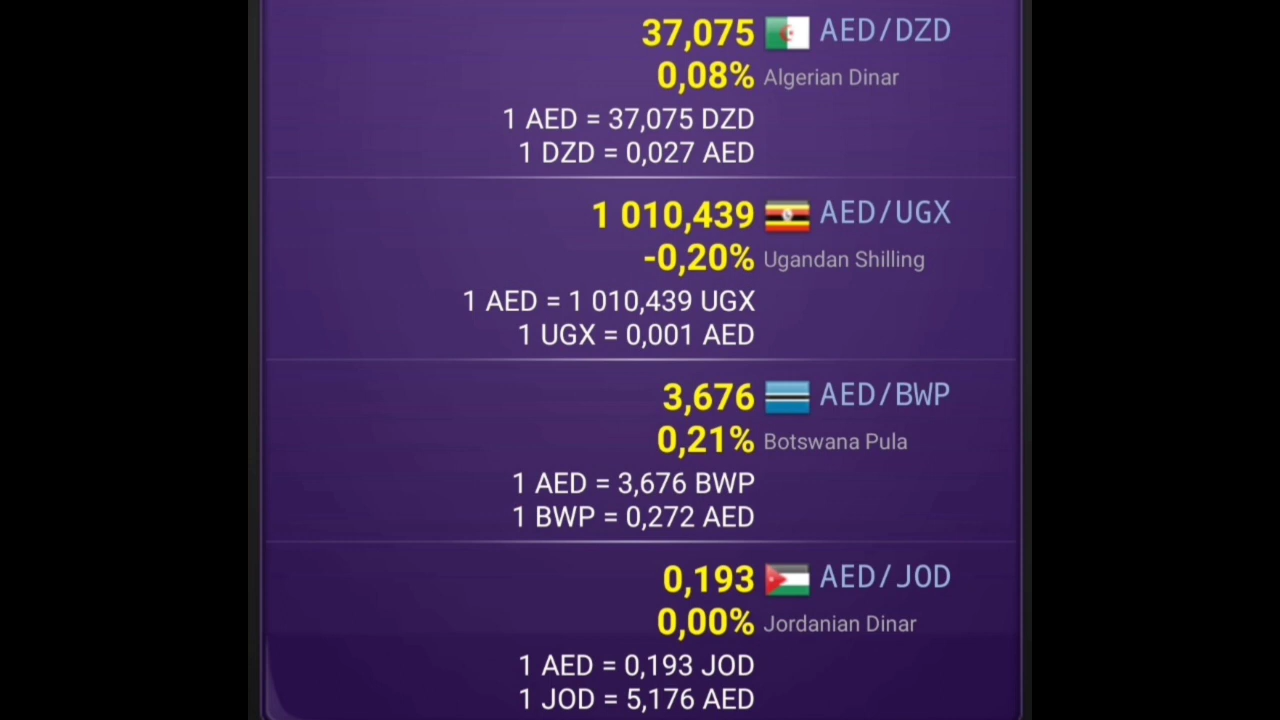 37,075 AED/DZD
0,08% Algerian Dinar
1 AED = 37,075 DZD
1 DZD = 0,027 AED
1 010,439 AED/UGX
-0,20% Ugandan Shilling
1 AED = 1 010,439 UGX
1 UGX = 0,001 AED
3,676 AED/BWP
0,21% Botswana Pula
1 AED = 3,676 BWP
1 BWP = 0,272 AED
0,193 AED/JOD
0,00% Jordanian Dinar
1 AED = 0,193 JOD
1 JOD = 5,176 AED